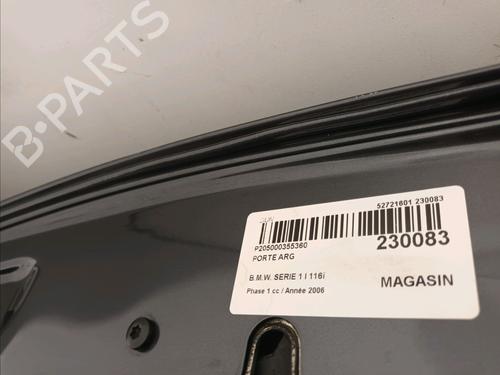 B-PARTS
52721601 230083
P205000355360
230083
PORTE ARG
B.M.W. SERIE 1 I 116i
MAGASIN
Phase 1 cc / Année 2006